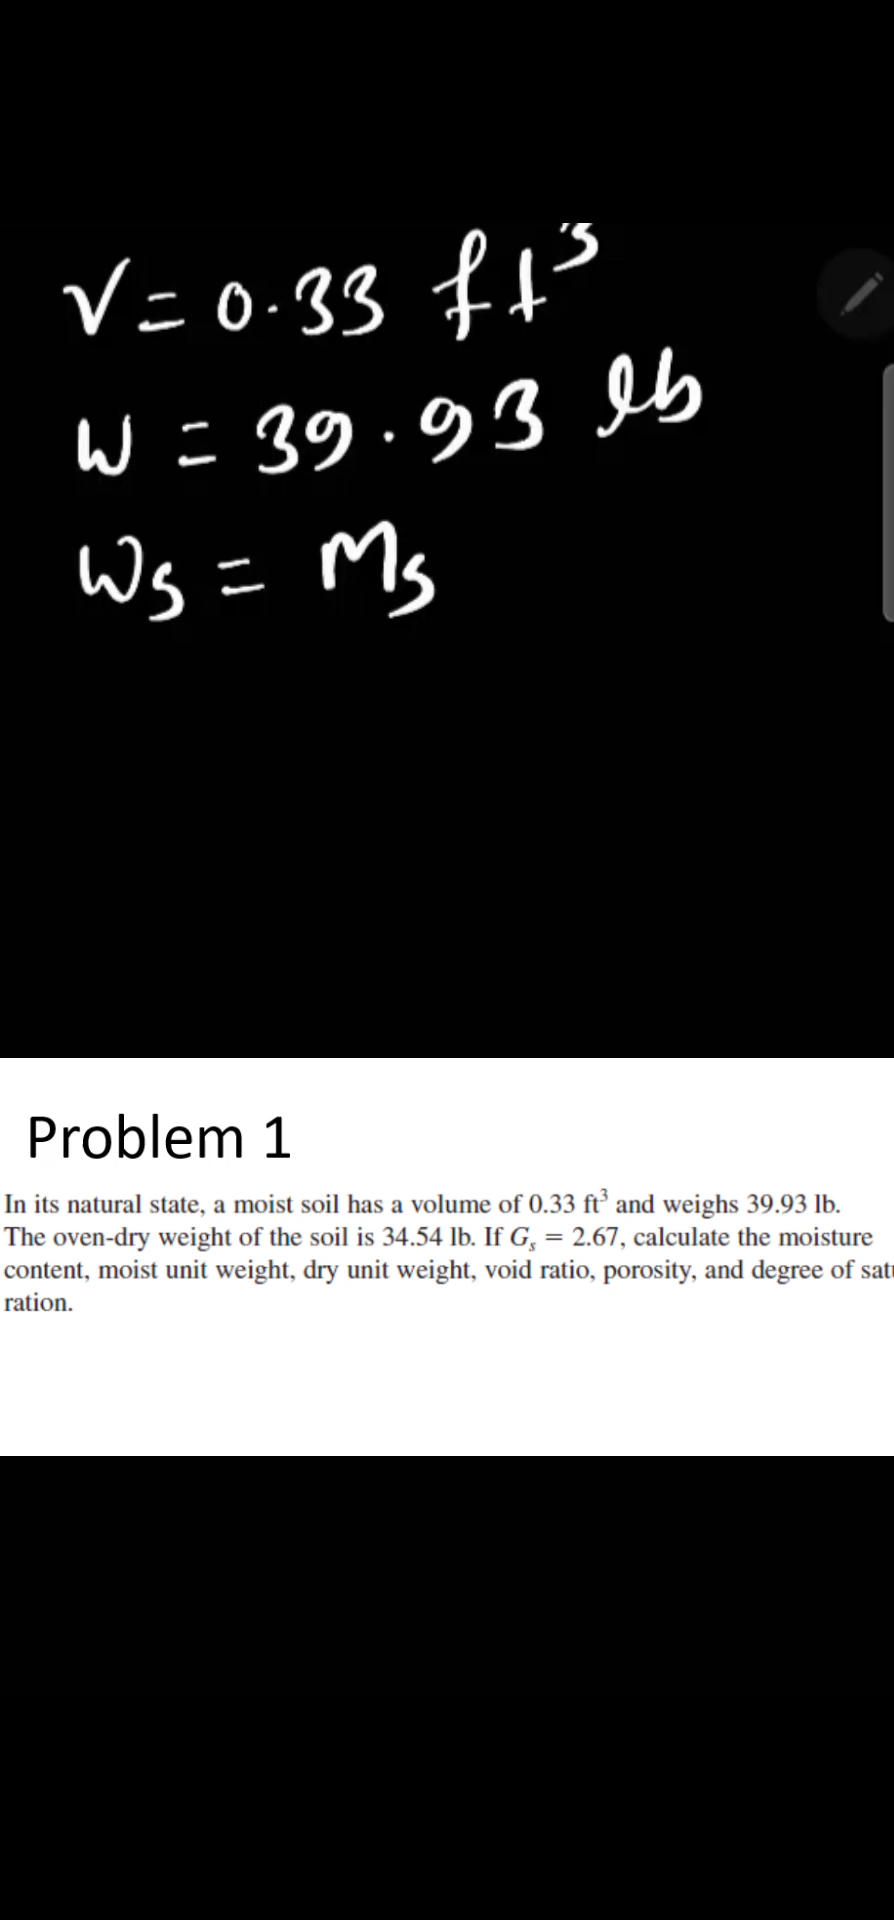 V = 0.33 ft³
W = 39.93 lb
Ws = Ms
Problem 1
In its natural state, a moist soil has a volume of 0.33 ft³ and weighs 39.93 lb.
The oven-dry weight of the soil is 34.54 lb. If Gₛ = 2.67, calculate the moisture
content, moist unit weight, dry unit weight, void ratio, porosity, and degree of satu
ration.